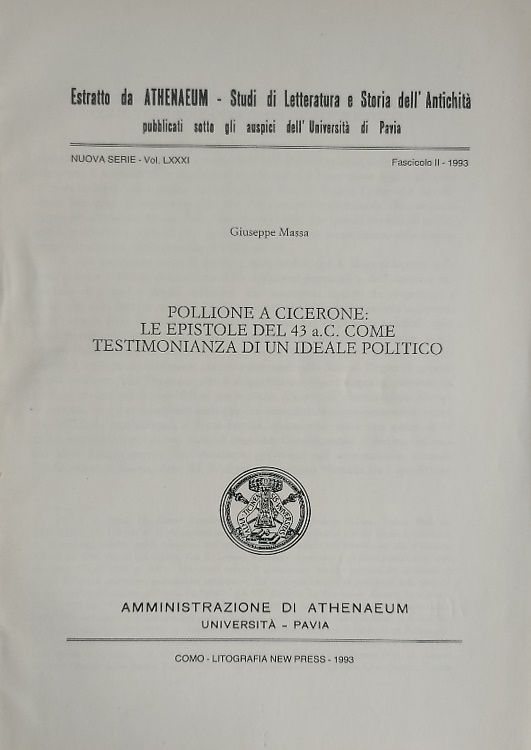 Estratto da ATHENAEUM - Studi di Letteratura e Storia dell'Antichità
pubblicati sotto gli auspici dell'Università di Pavia
NUOVA SERIE - Vol. LXXXI
Fascicolo II - 1993
Giuseppe Massa
POLLIONE A CICERONE:
LE EPISTOLE DEL 43 a.C. COME
TESTIMONIANZA DI UN IDEALE POLITICO
AMMINISTRAZIONE DI ATHENAEUM
UNIVERSITÀ - PAVIA
COMO - LITOGRAFIA NEW PRESS - 1993